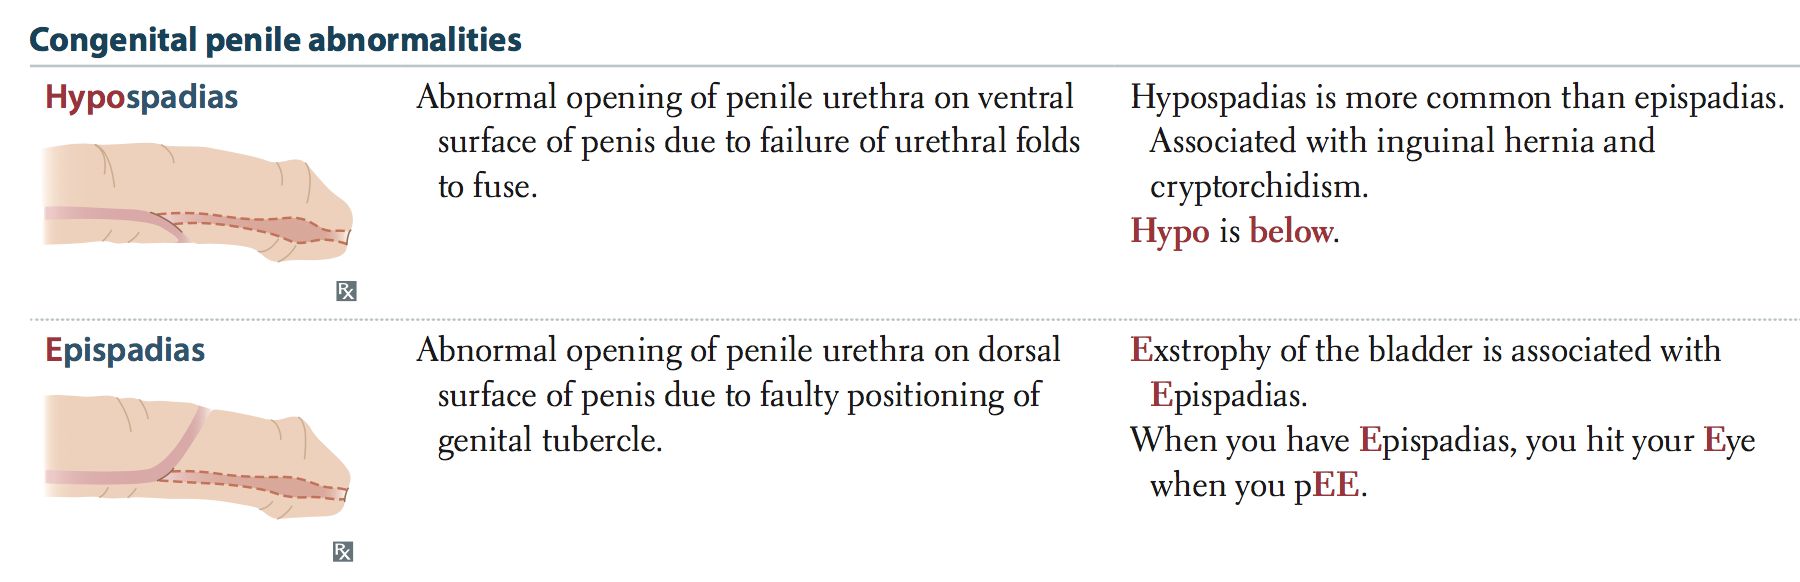 Congenital penile abnormalities
Hypospadias
Abnormal opening of penile urethra on ventral
surface of penis due to failure of urethral folds
to fuse.
Hypospadias is more common than epispadias.
Associated with inguinal hernia and
cryptorchidism.
Hypo is below.
Rx
Epispadias
Abnormal opening of penile urethra on dorsal
surface of penis due to faulty positioning of
genital tubercle.
Exstrophy of the bladder is associated with
Epispadias.
When you have Epispadias, you hit your Eye
when you pEE.
Rx